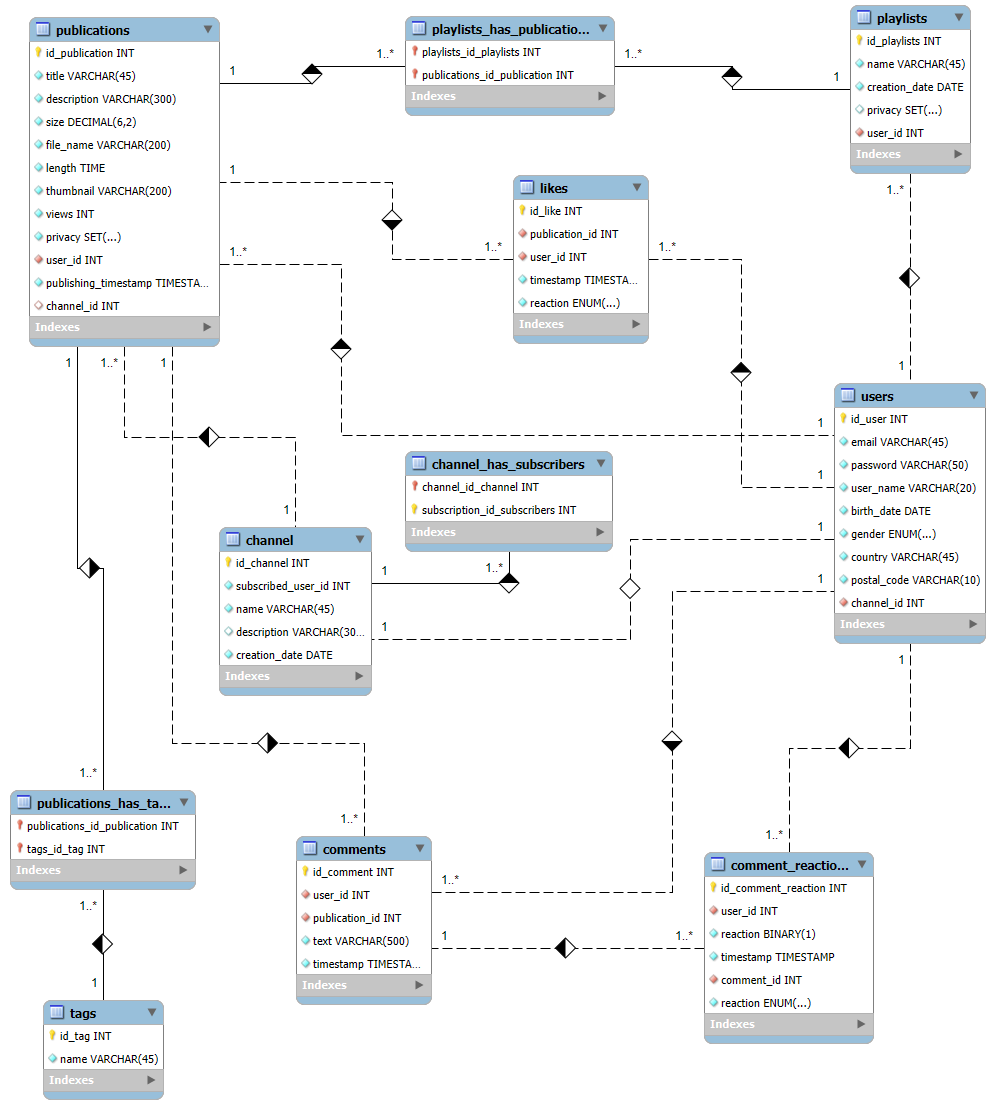 publications
id_publication INT
title VARCHAR(45)
description VARCHAR(300)
size DECIMAL(6,2)
file_name VARCHAR(200)
length TIME
thumbnail VARCHAR(200)
views INT
privacy SET(...)
user_id INT
publishing_timestamp TIMESTA...
channel_id INT
Indexes
playlists_has_publicatio...
playlists_id_playlists INT
publications_id_publication INT
Indexes
playlists
id_playlists INT
name VARCHAR(45)
creation_date DATE
privacy SET(...)
user_id INT
Indexes
1
1..*
1..*
1
likes
id_like INT
publication_id INT
user_id INT
timestamp TIMESTA...
reaction ENUM(...)
Indexes
1
1..*
1..*
1..*
1..*
1
users
id_user INT
email VARCHAR(45)
password VARCHAR(50)
user_name VARCHAR(20)
birth_date DATE
gender ENUM(...)
country VARCHAR(45)
postal_code VARCHAR(10)
channel_id INT
Indexes
1
1
1
1
1
1..*
1
1
channel_has_subscribers
channel_id_channel INT
subscription_id_subscribers INT
Indexes
channel
id_channel INT
subscribed_user_id INT
name VARCHAR(45)
description VARCHAR(30...
creation_date DATE
Indexes
1
1..*
1
1
1..*
publications_has_ta...
publications_id_publication INT
tags_id_tag INT
Indexes
1..*
1
tags
id_tag INT
name VARCHAR(45)
Indexes
1..*
comments
id_comment INT
user_id INT
publication_id INT
text VARCHAR(500)
timestamp TIMESTA...
Indexes
1..*
1
1..*
1..*
comment_reactio...
id_comment_reaction INT
user_id INT
reaction BINARY(1)
timestamp TIMESTAMP
comment_id INT
reaction ENUM(...)
Indexes